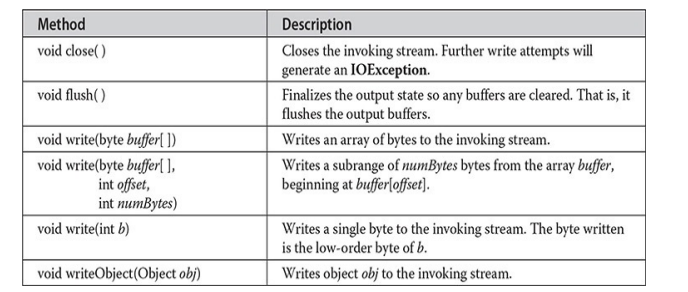 Method Description
void close( ) Closes the invoking stream. Further write attempts will
generate an IOException.
void flush( ) Finalizes the output state so any buffers are cleared. That is, it
flushes the output buffers.
void write(byte buffer[ ]) Writes an array of bytes to the invoking stream.
void write(byte buffer[ ], Writes a subrange of numBytes bytes from the array buffer,
int offset, beginning at buffer[offset].
int numBytes)
void write(int b) Writes a single byte to the invoking stream. The byte written
is the low-order byte of b.
void writeObject(Object obj) Writes object obj to the invoking stream.